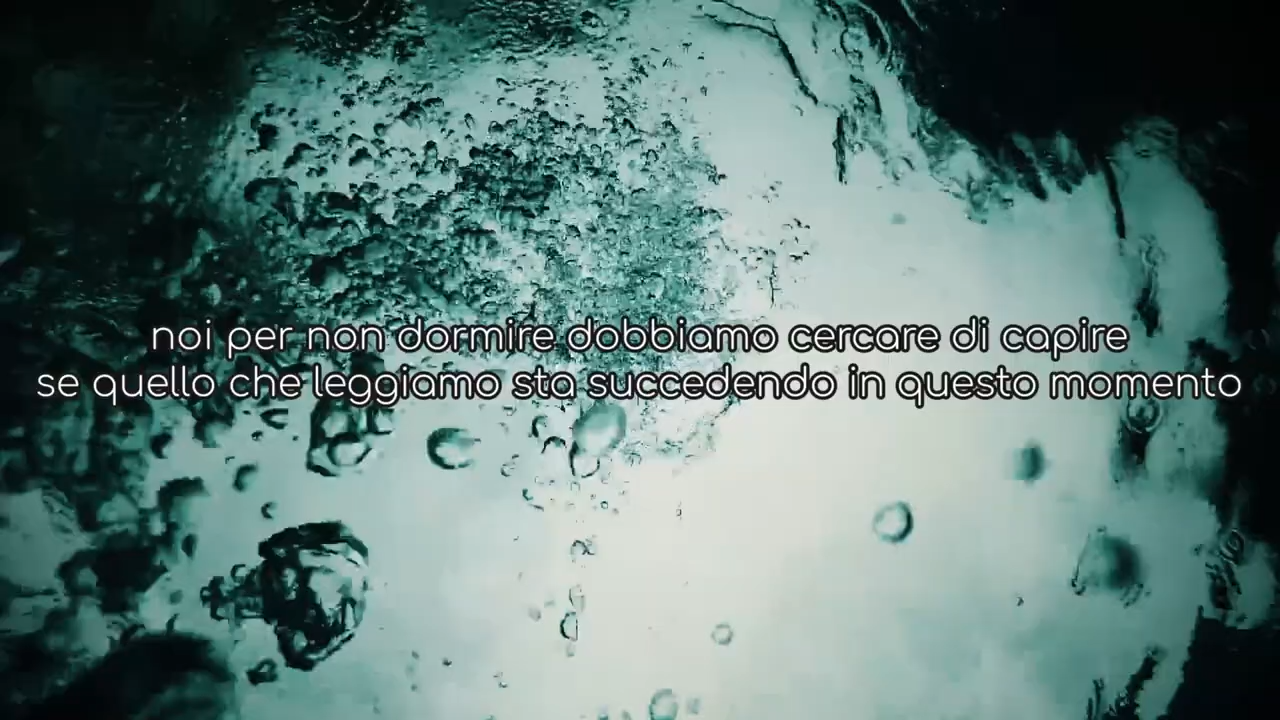 noi per non dormire dobbiamo cercare di capire
se quello che leggiamo sta succedendo in questo momento